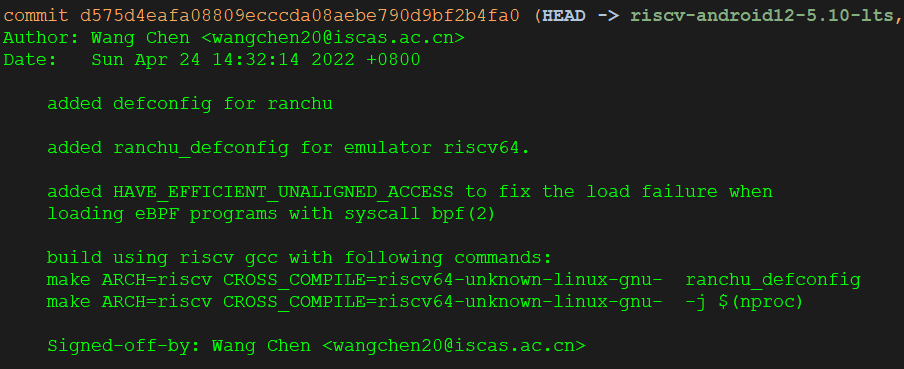 commit d575d4eafa08809ecccda08aebe790d9bf2b4fa0 (HEAD -> riscv-android12-5.10-lts,
Author: Wang Chen <wangchen20@iscas.ac.cn>
Date:   Sun Apr 24 14:32:14 2022 +0800

    added defconfig for ranchu

    added ranchu_defconfig for emulator riscv64.

    added HAVE_EFFICIENT_UNALIGNED_ACCESS to fix the load failure when
    loading eBPF programs with syscall bpf(2)

    build using riscv gcc with following commands:
    make ARCH=riscv CROSS_COMPILE=riscv64-unknown-linux-gnu-  ranchu_defconfig
    make ARCH=riscv CROSS_COMPILE=riscv64-unknown-linux-gnu-  -j $(nproc)

    Signed-off-by: Wang Chen <wangchen20@iscas.ac.cn>